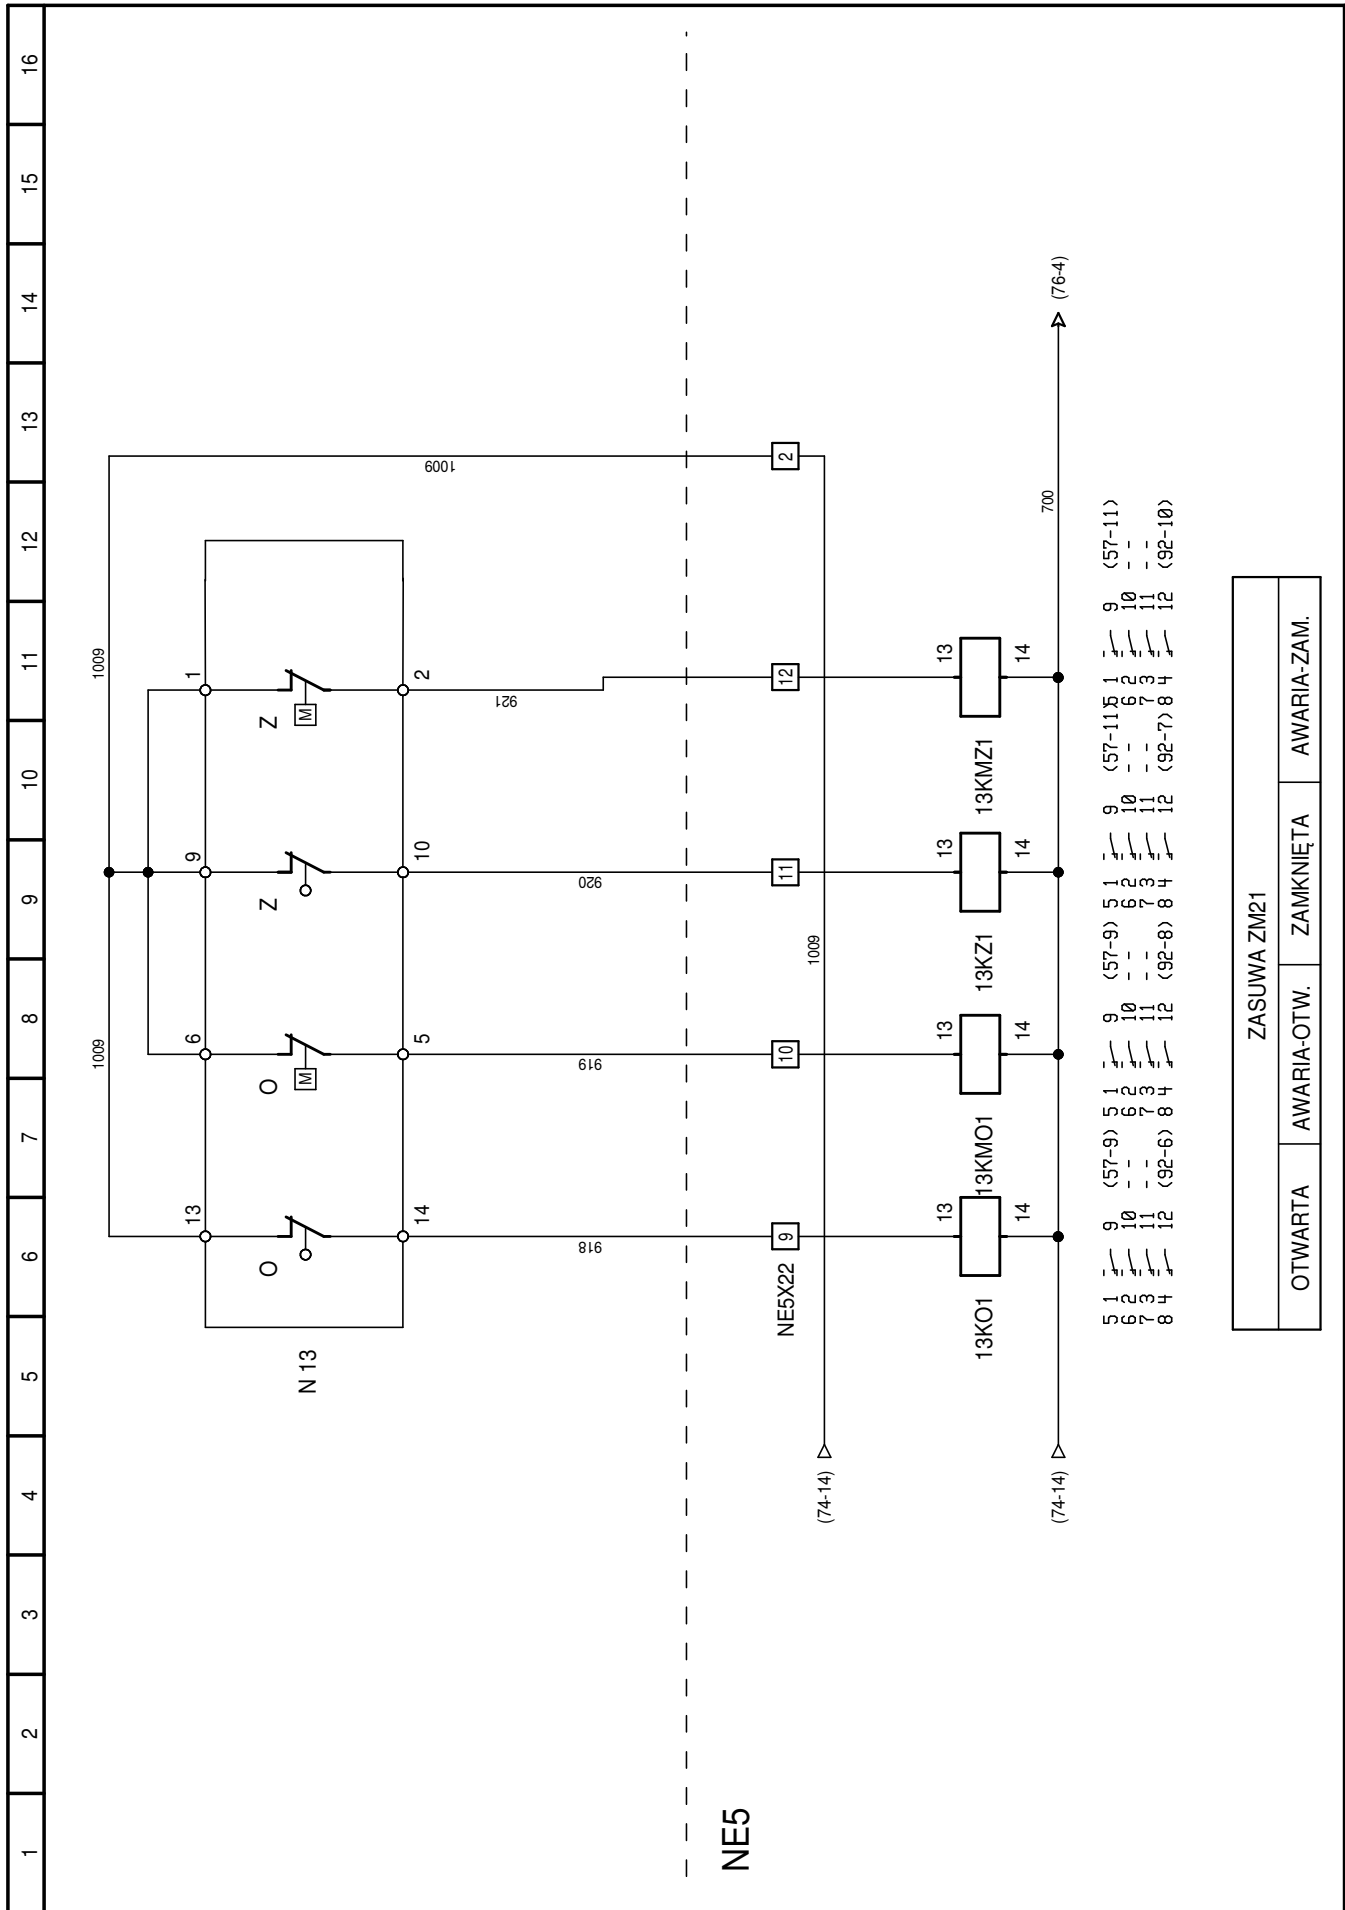 1 2 3 4 5 6 7 8 9 10 11 12 13 14 15 16
1009 1009
13 6 9 1
O O Z Z
M M
N 13
14 5 10 2
1009
921
918 919 920
NE5
NE5X22 9 10 11 12 2
1009
(74-14)
13 13 13 13
13KO1 13KMO1 13KZ1 13KMZ1
14 14 14 14
700
(74-14) (76-4)
5 1 9 (57-9) 5 1 9 (57-9) 5 1 9 (57-11) 5 1 9 (57-11)
6 2 10 - - 6 2 10 - - 6 2 10 - - 6 2 10 - -
7 3 11 - - 7 3 11 - - 7 3 11 - - 7 3 11 - -
8 4 12 (92-6) 8 4 12 (92-8) 8 4 12 (92-7) 8 4 12 (92-10)
ZASUWA ZM21
OTWARTA AWARIA-OTW. ZAMKNIĘTA AWARIA-ZAM.